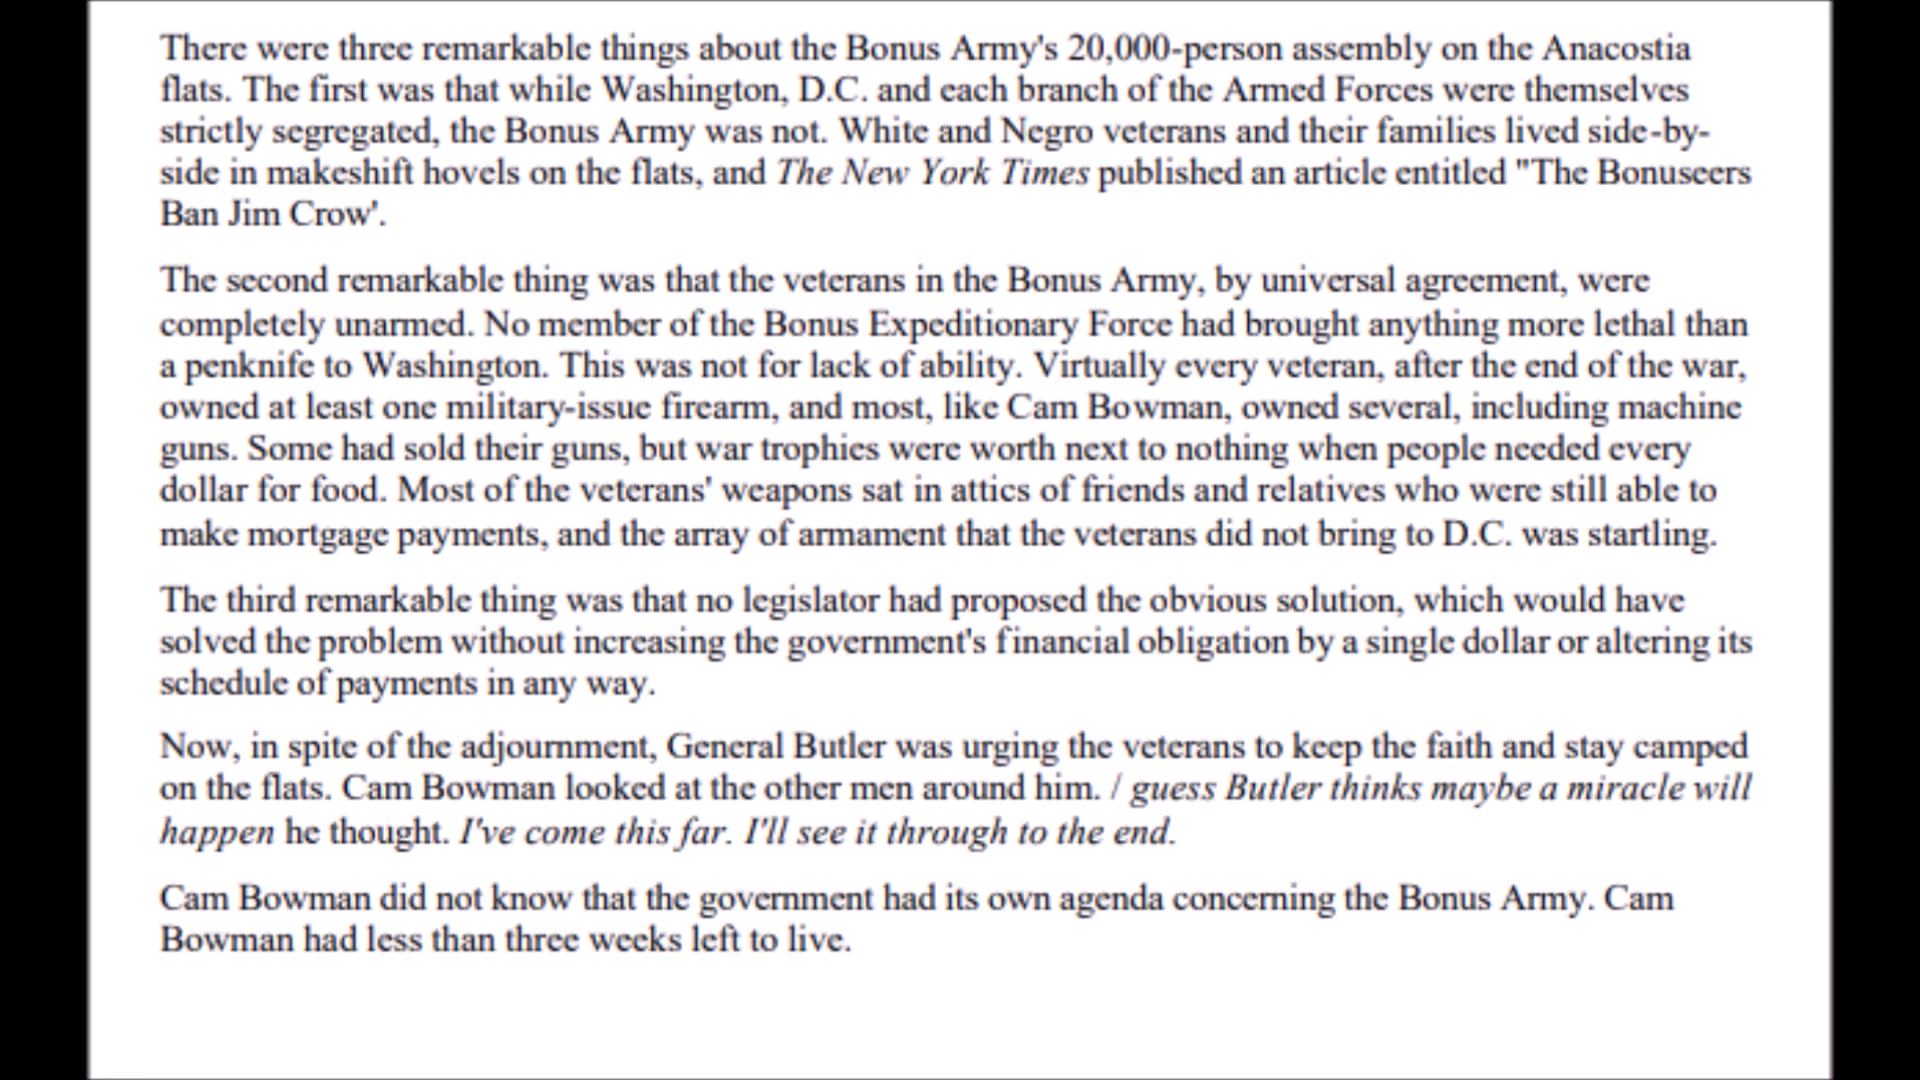 There were three remarkable things about the Bonus Army's 20,000-person assembly on the Anacostia
flats. The first was that while Washington, D.C. and each branch of the Armed Forces were themselves
strictly segregated, the Bonus Army was not. White and Negro veterans and their families lived side-by-
side in makeshift hovels on the flats, and The New York Times published an article entitled "The Bonuseers
Ban Jim Crow'.
The second remarkable thing was that the veterans in the Bonus Army, by universal agreement, were
completely unarmed. No member of the Bonus Expeditionary Force had brought anything more lethal than
a penknife to Washington. This was not for lack of ability. Virtually every veteran, after the end of the war,
owned at least one military-issue firearm, and most, like Cam Bowman, owned several, including machine
guns. Some had sold their guns, but war trophies were worth next to nothing when people needed every
dollar for food. Most of the veterans' weapons sat in attics of friends and relatives who were still able to
make mortgage payments, and the array of armament that the veterans did not bring to D.C. was startling.
The third remarkable thing was that no legislator had proposed the obvious solution, which would have
solved the problem without increasing the government's financial obligation by a single dollar or altering its
schedule of payments in any way.
Now, in spite of the adjournment, General Butler was urging the veterans to keep the faith and stay camped
on the flats. Cam Bowman looked at the other men around him. / guess Butler thinks maybe a miracle will
happen he thought. I've come this far. I'll see it through to the end.
Cam Bowman did not know that the government had its own agenda concerning the Bonus Army. Cam
Bowman had less than three weeks left to live.